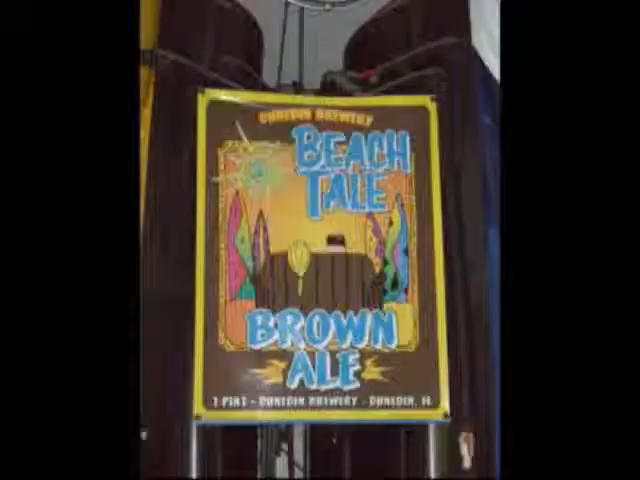 DUNEDIN BREWERY
BEACH
TALE
BROWN
ALE
1 PINT - DUNEDIN BREWERY - DUNEDIN, FL